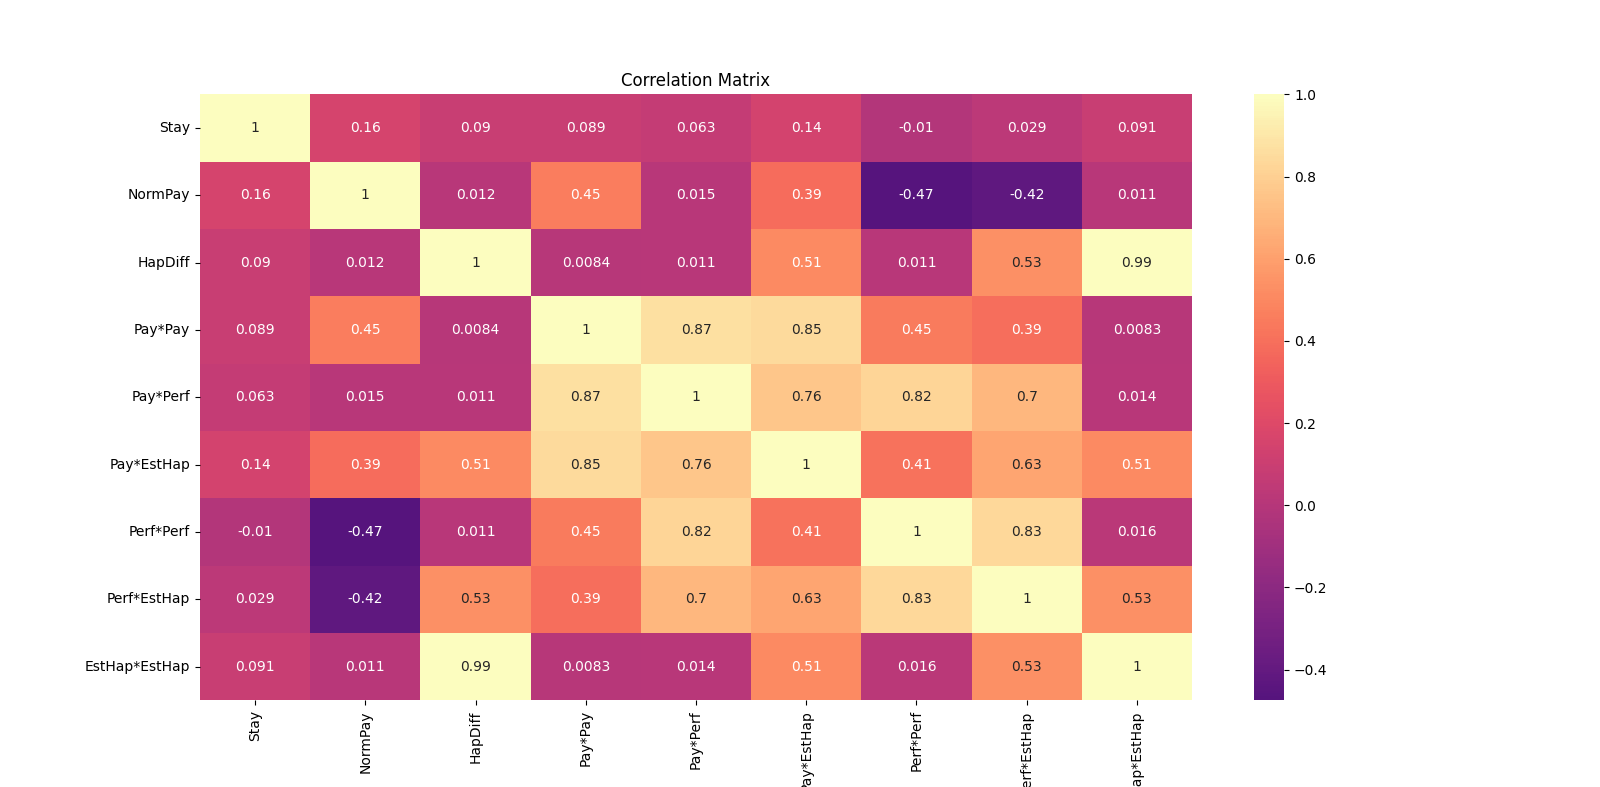 Correlation Matrix
Stay 1 0.16 0.09 0.089 0.063 0.14 -0.01 0.029 0.091
NormPay 0.16 1 0.012 0.45 0.015 0.39 -0.47 -0.42 0.011
HapDiff 0.09 0.012 1 0.0084 0.011 0.51 0.011 0.53 0.99
Pay*Pay 0.089 0.45 0.0084 1 0.87 0.85 0.45 0.39 0.0083
Pay*Perf 0.063 0.015 0.011 0.87 1 0.76 0.82 0.7 0.014
Pay*EstHap 0.14 0.39 0.51 0.85 0.76 1 0.41 0.63 0.51
Perf*Perf -0.01 -0.47 0.011 0.45 0.82 0.41 1 0.83 0.016
Perf*EstHap 0.029 -0.42 0.53 0.39 0.7 0.63 0.83 1 0.53
EstHap*EstHap 0.091 0.011 0.99 0.0083 0.014 0.51 0.016 0.53 1
Stay
NormPay
HapDiff
Pay*Pay
Pay*Perf
Pay*EstHap
Perf*Perf
erf*EstHap
ap*EstHap
1.0
0.8
0.6
0.4
0.2
0.0
−0.2
−0.4